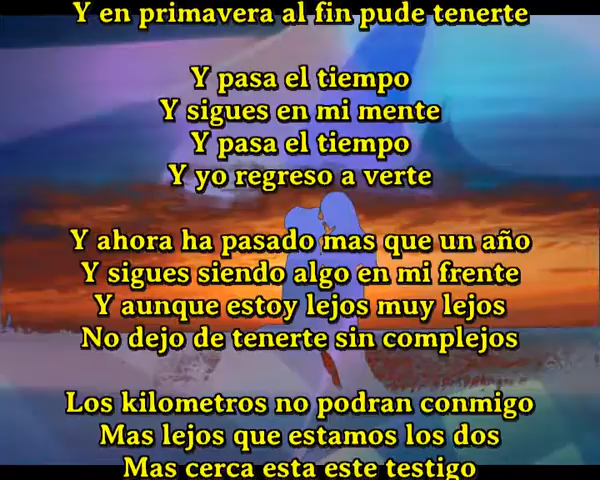 Y en primavera al fin pude tenerte
Y pasa el tiempo
Y sigues en mi mente
Y pasa el tiempo
Y yo regreso a verte
Y ahora ha pasado mas que un año
Y sigues siendo algo en mi frente
Y aunque estoy lejos muy lejos
No dejo de tenerte sin complejos
Los kilometros no podran conmigo
Mas lejos que estamos los dos
Mas cerca esta este testigo